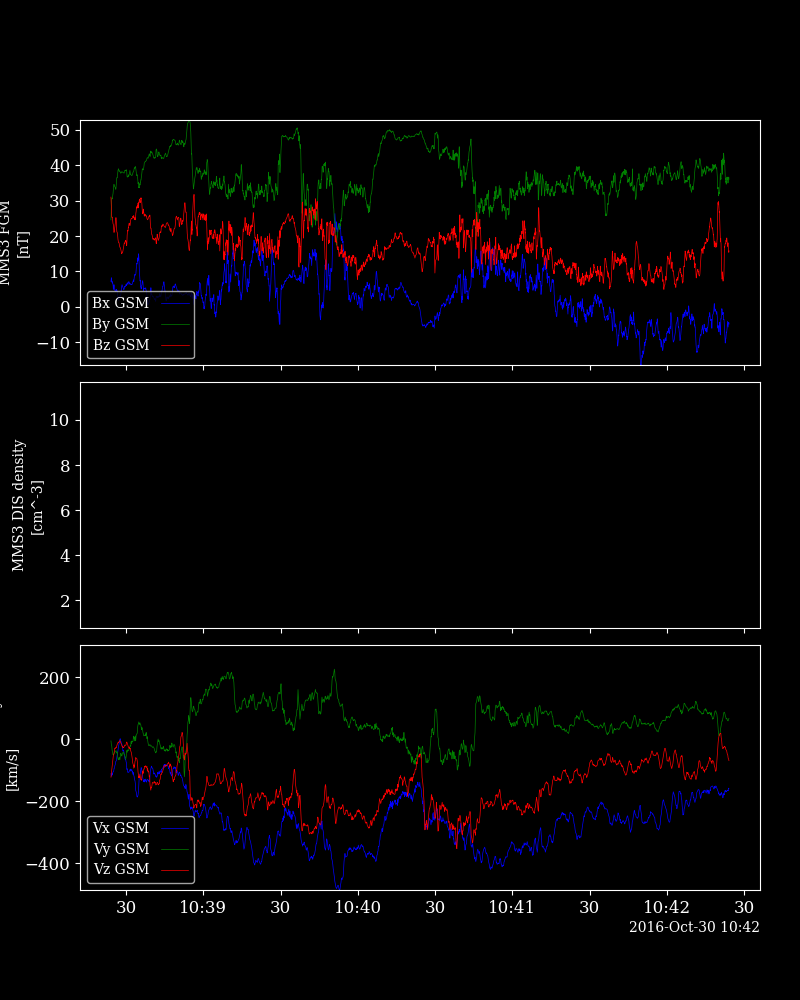 50
40
30
20
10
0
−10
MMS3 FGM
[nT]
Bx GSM
By GSM
Bz GSM
10
8
6
4
2
MMS3 DIS density
[cm^-3]
200
0
−200
−400
[km/s]
Vx GSM
Vy GSM
Vz GSM
30 10:39 30 10:40 30 10:41 30 10:42 30
2016-Oct-30 10:42